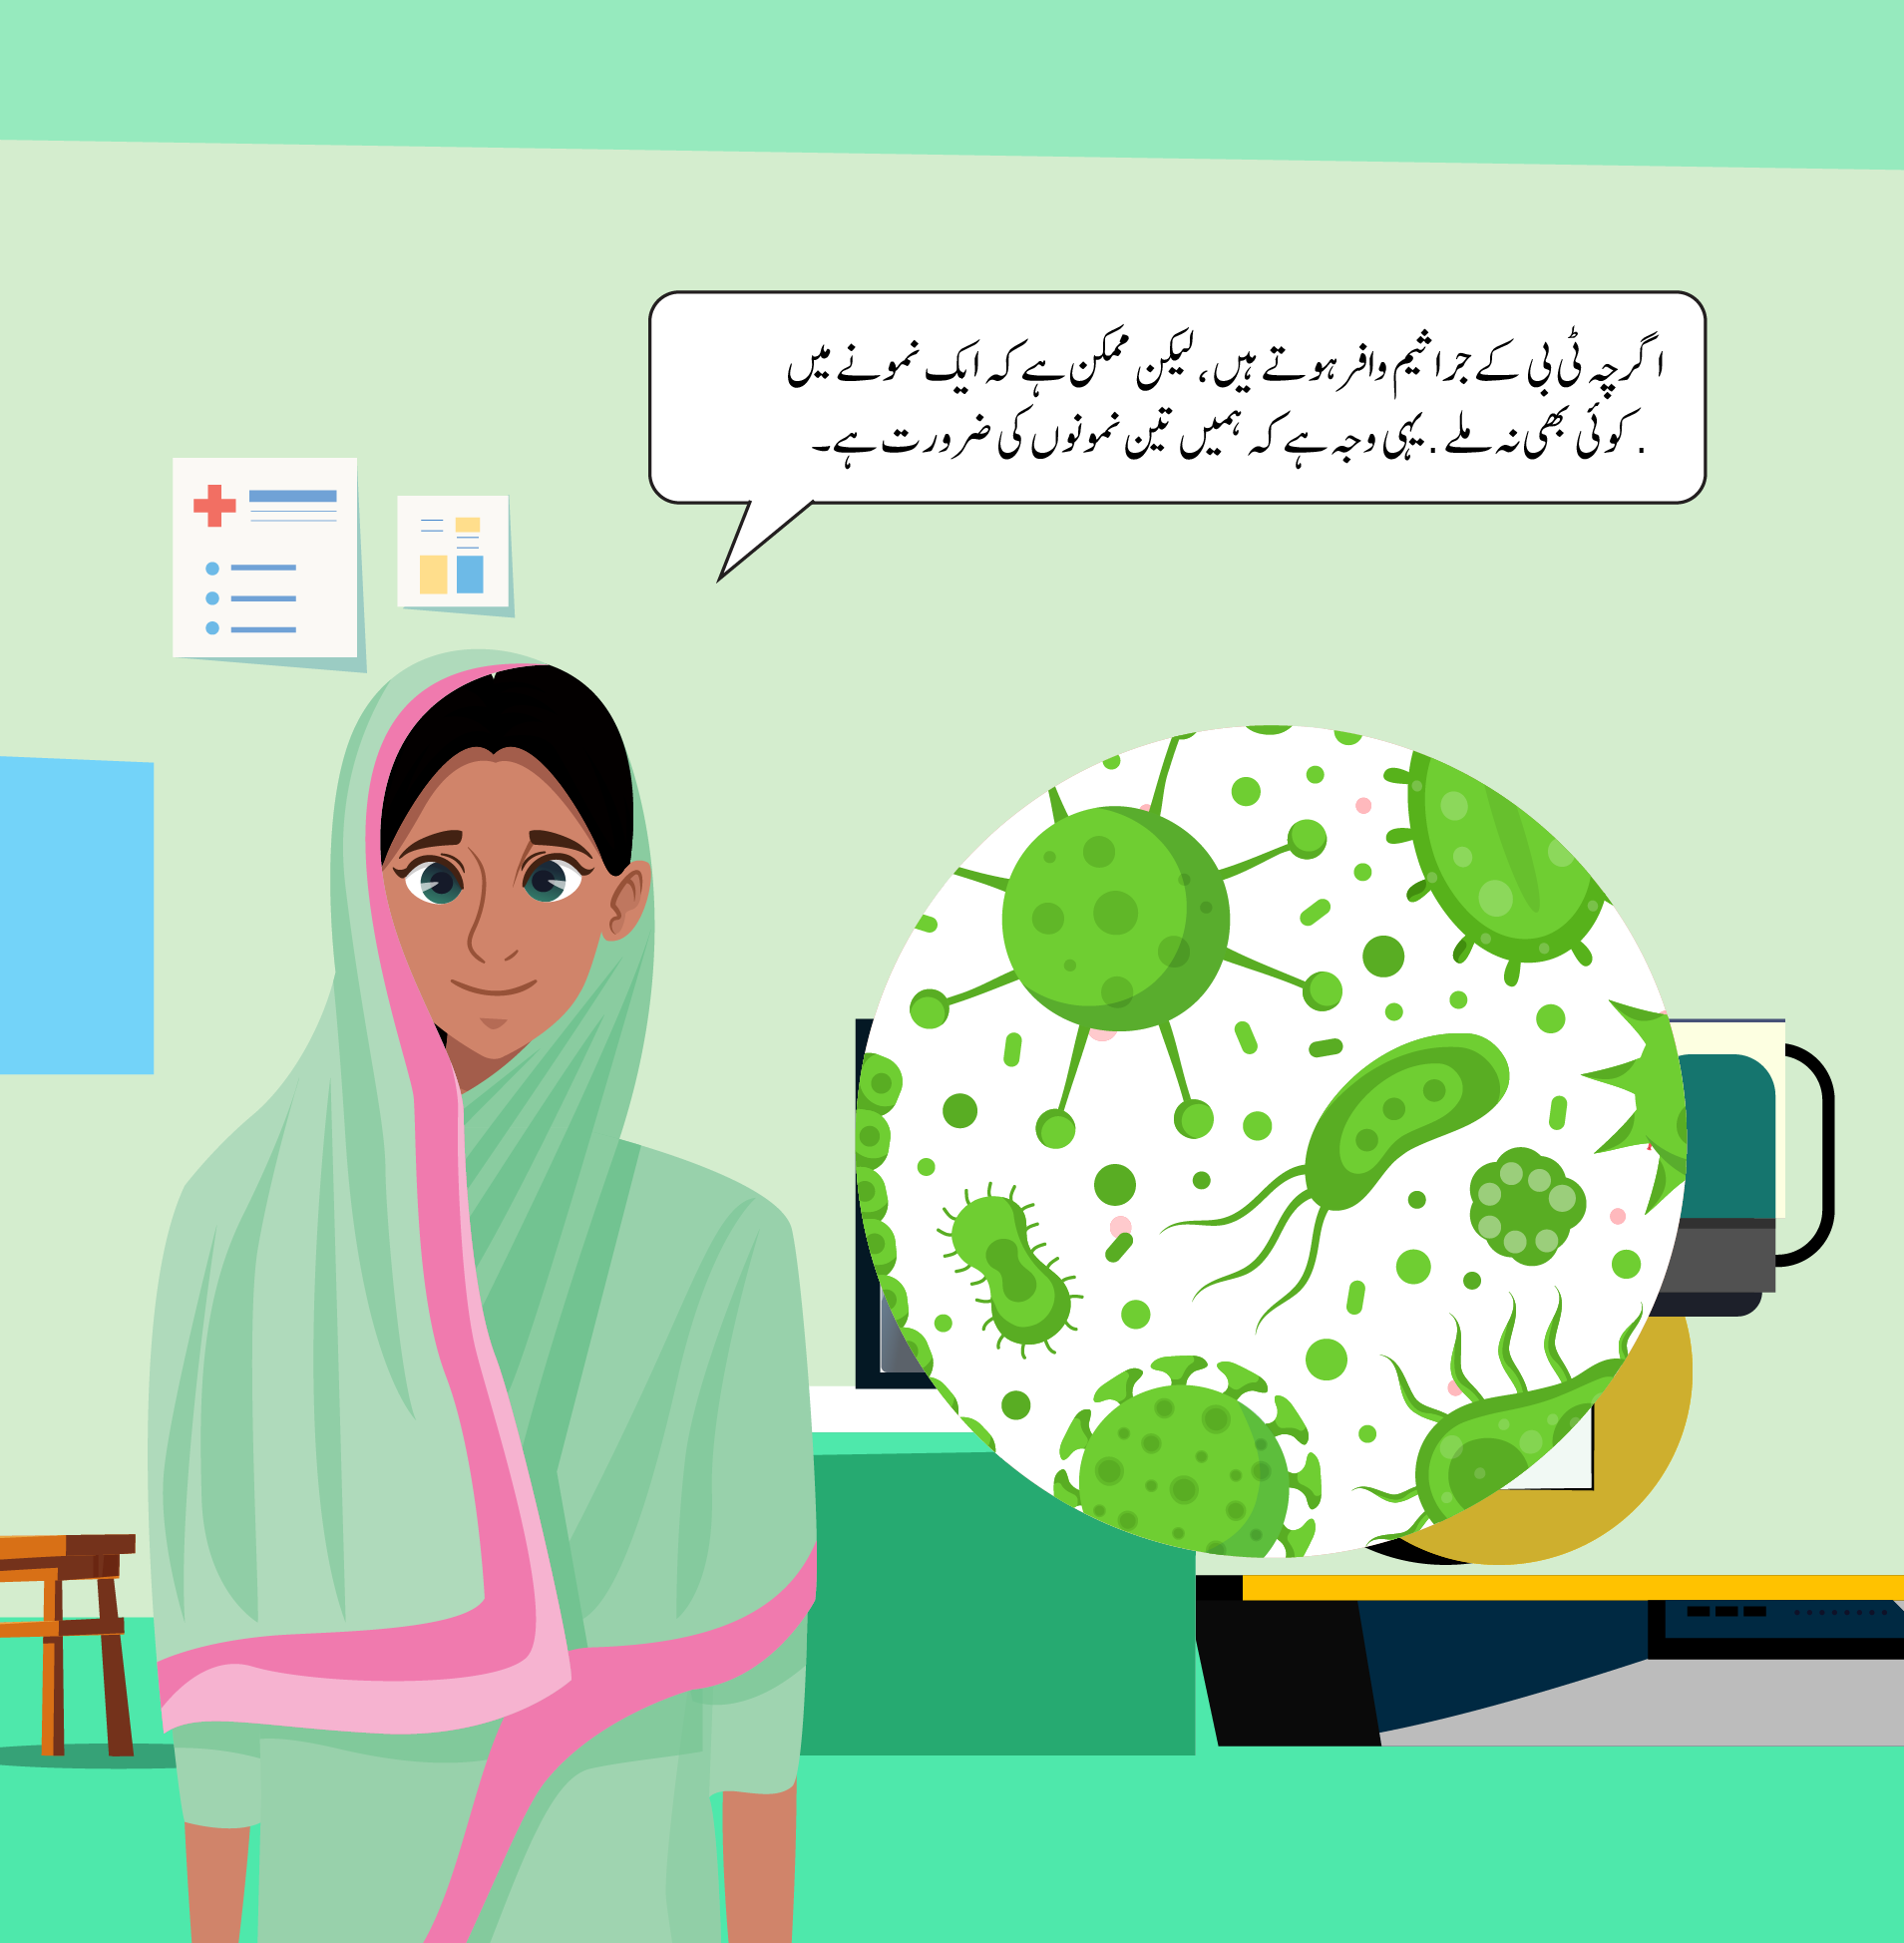 اگرچہ ٹی بی کے جراثیم وافر ہوتے ہیں، لیکن ممکن ہے کہ ایک نمونے میں
.کوئی بھی نہ ملے . یہی وجہ ہے کہ ہمیں تین نمونوں کی ضرورت ہے۔